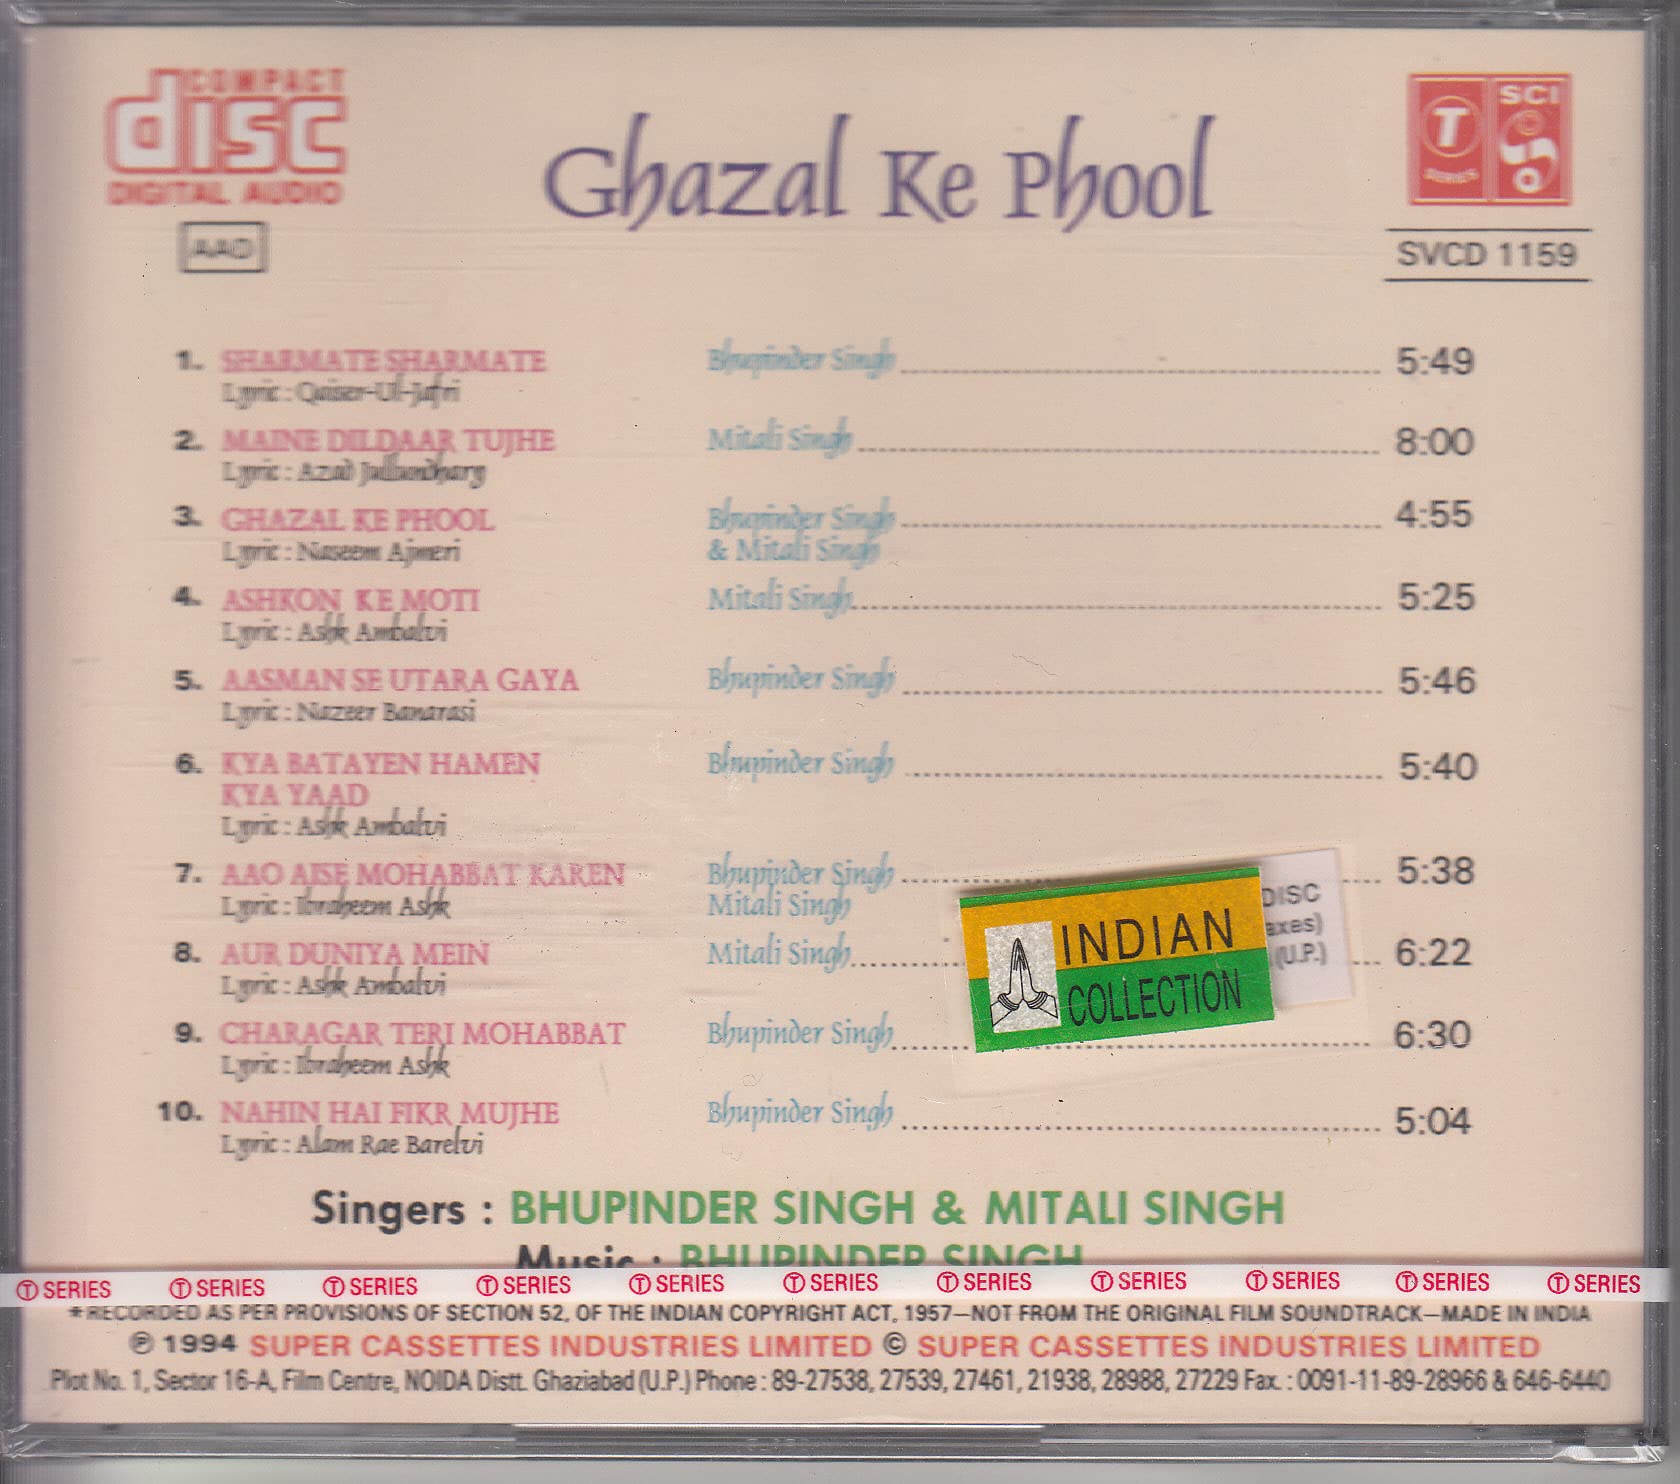 COMPACT
disc
DIGITAL AUDIO
AAD
Ghazal Ke Phool
T
SERIES
SCI
SVCD 1159
1. SHARMATE SHARMATE Bhupinder Singh 5:49
Lyric : Qaiser-Ul-Jafri
2. MAINE DILDAAR TUJHE Mitali Singh 8:00
Lyric : Azad Jullundhary
3. GHAZAL KE PHOOL Bhupinder Singh 4:55
Lyric : Naseem Ajmeri & Mitali Singh
4. ASHKON KE MOTI Mitali Singh 5:25
Lyric : Ashk Ambalvi
5. AASMAN SE UTARA GAYA Bhupinder Singh 5:46
Lyric : Nazeer Banarasi
6. KYA BATAYEN HAMEN Bhupinder Singh 5:40
KYA YAAD
Lyric : Ashk Ambalvi
7. AAO AISE MOHABBAT KAREN Bhupinder Singh 5:38
Lyric : Ibraheem Ashk Mitali Singh
8. AUR DUNIYA MEIN Mitali Singh 6:22
Lyric : Ashk Ambalvi
9. CHARAGAR TERI MOHABBAT Bhupinder Singh 6:30
Lyric : Ibraheem Ashk
10. NAHIN HAI FIKR MUJHE Bhupinder Singh 5:04
Lyric : Alam Rae Barelvi
INDIAN
COLLECTION
DISC
axes)
(U.P.)
Singers : BHUPINDER SINGH & MITALI SINGH
Music : BHUPINDER SINGH
T SERIES T SERIES T SERIES T SERIES T SERIES T SERIES T SERIES T SERIES T SERIES T SERIES T SERIES
*RECORDED AS PER PROVISIONS OF SECTION 52, OF THE INDIAN COPYRIGHT ACT, 1957—NOT FROM THE ORIGINAL FILM SOUNDTRACK—MADE IN INDIA
℗ 1994 SUPER CASSETTES INDUSTRIES LIMITED © SUPER CASSETTES INDUSTRIES LIMITED
Plot No. 1, Sector 16-A, Film Centre, NOIDA Distt. Ghaziabad (U.P.) Phone : 89-27538, 27539, 27461, 21938, 28988, 27229 Fax. : 0091-11-89-28966 & 646-6440